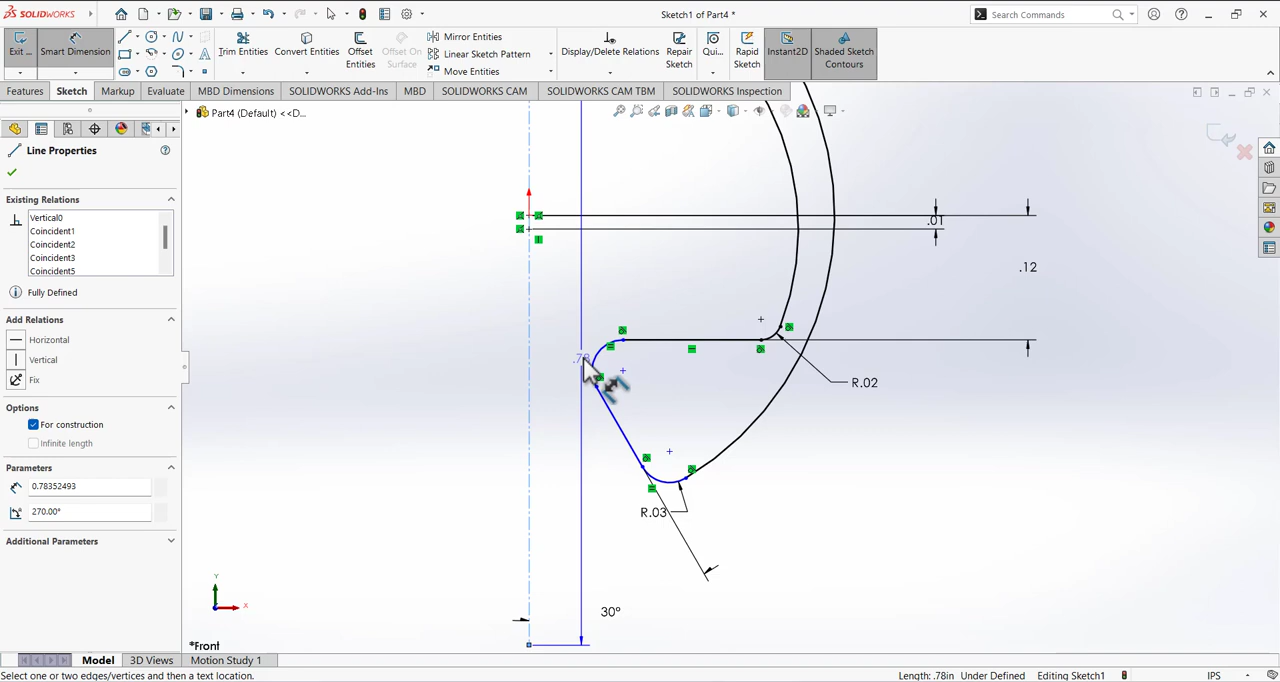 SOLIDWORKS
Sketch1 of Part4 *
Search Commands
Exit ...
Smart Dimension
Trim Entities
Convert Entities
Offset Entities
Offset On Surface
Mirror Entities
Linear Sketch Pattern
Move Entities
Display/Delete Relations
Repair Sketch
Qui...
Rapid Sketch
Instant2D
Shaded Sketch Contours
Features
Sketch
Markup
Evaluate
MBD Dimensions
SOLIDWORKS Add-Ins
MBD
SOLIDWORKS CAM
SOLIDWORKS CAM TBM
SOLIDWORKS Inspection
Part4 (Default) <<D...
Line Properties
Existing Relations
Vertical0
Coincident1
Coincident2
Coincident3
Coincident5
Fully Defined
Add Relations
Horizontal
Vertical
Fix
Options
For construction
Infinite length
Parameters
0.78352493
270.00°
Additional Parameters
.01
.12
R.02
R.03
30°
Y
X
*Front
Model
3D Views
Motion Study 1
Select one or two edges/vertices and then a text location.
Length: .78in
Under Defined
Editing Sketch1
IPS